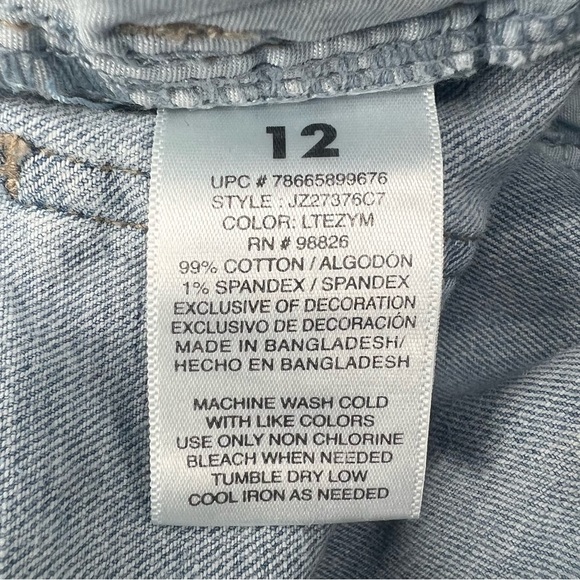 12
UPC # 78665899676
STYLE : JZ27376C7
COLOR: LTEZYM
RN # 98826
99% COTTON / ALGODÓN
1% SPANDEX / SPANDEX
EXCLUSIVE OF DECORATION
EXCLUSIVO DE DECORACIÓN
MADE IN BANGLADESH/
HECHO EN BANGLADESH
MACHINE WASH COLD
WITH LIKE COLORS
USE ONLY NON CHLORINE
BLEACH WHEN NEEDED
TUMBLE DRY LOW
COOL IRON AS NEEDED